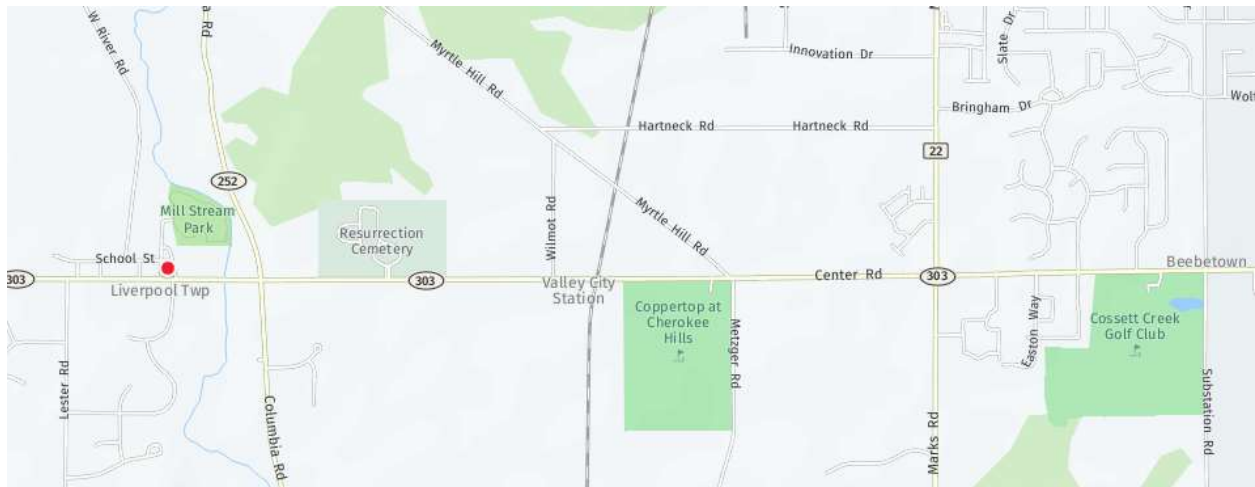 W River Rd
a Rd
Myrtle Hill Rd
Innovation Dr
Slate Dr
Bringham Dr
Wolf
Hartneck Rd
Hartneck Rd
22
252
Mill Stream
Park
Resurrection
Cemetery
Wilmot Rd
Myrtle Hill Rd
School St
303
Liverpool Twp
303
Valley City
Station
Center Rd
303
Beebetown
Coppertop at
Cherokee
Hills
Metzger Rd
Easton Way
Cossett Creek
Golf Club
Lester Rd
Columbia Rd
Marks Rd
Substation Rd